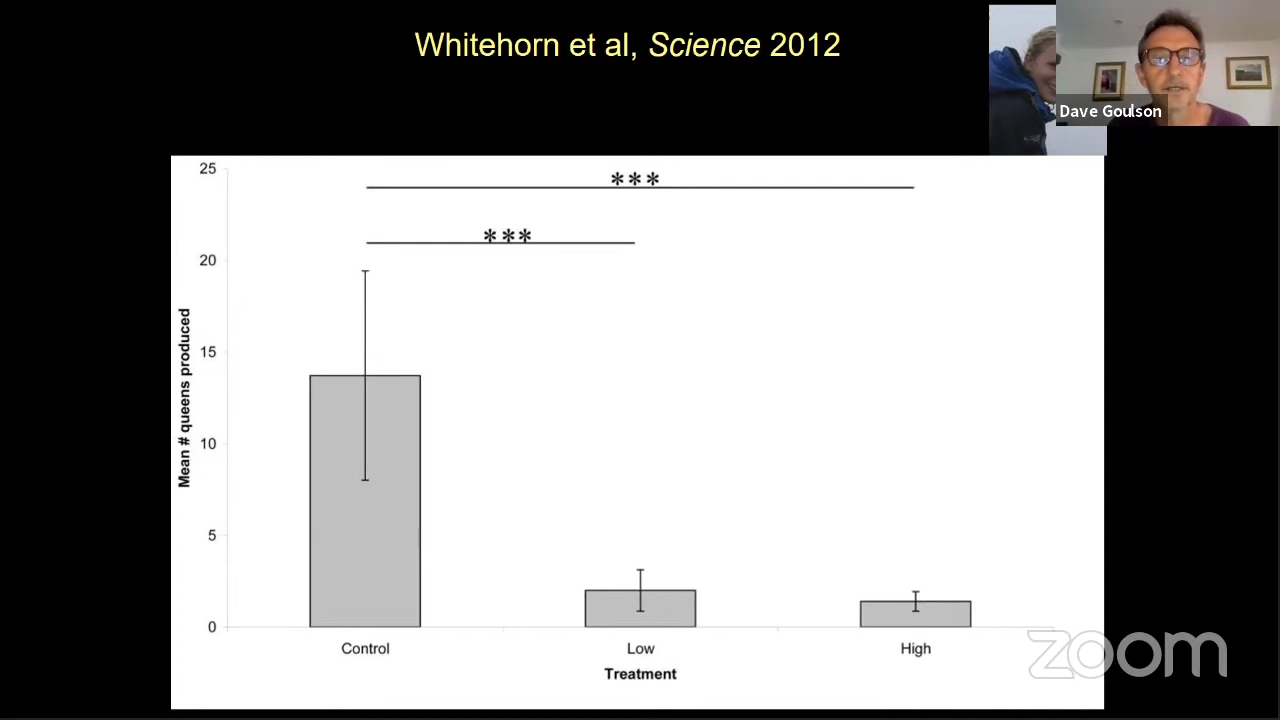 Whitehorn et al, Science 2012
Dave Goulson
***
***
25
20
15
10
5
0
Mean # queens produced
Control
Low
High
Treatment
zoom